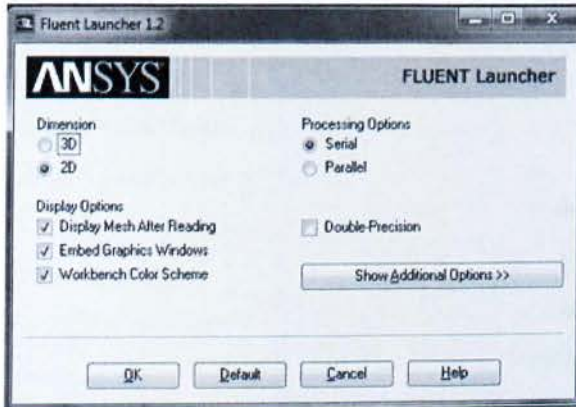 Fluent Launcher 1.2
ANSYS
FLUENT Launcher
Dimension
3D
2D
Processing Options
Serial
Parallel
Display Options
Display Mesh After Reading
Embed Graphics Windows
Workbench Color Scheme
Double-Precision
Show Additional Options >>
OK
Default
Cancel
Help